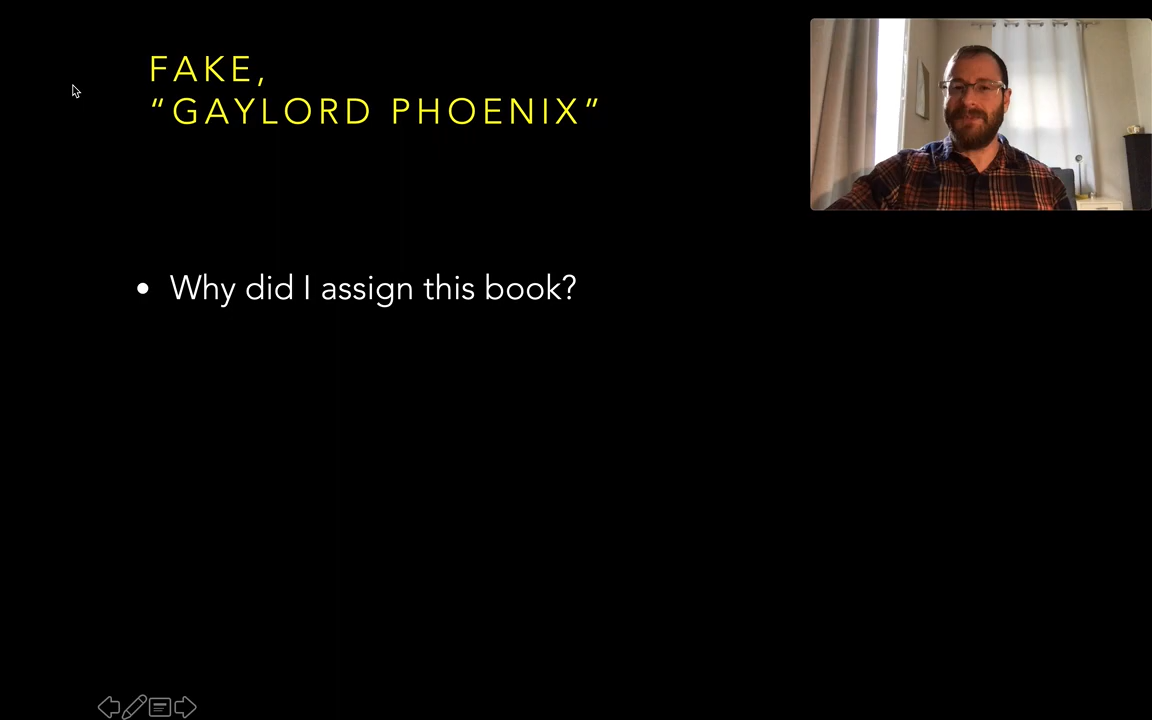 FAKE,
“GAYLORD PHOENIX”
• Why did I assign this book?